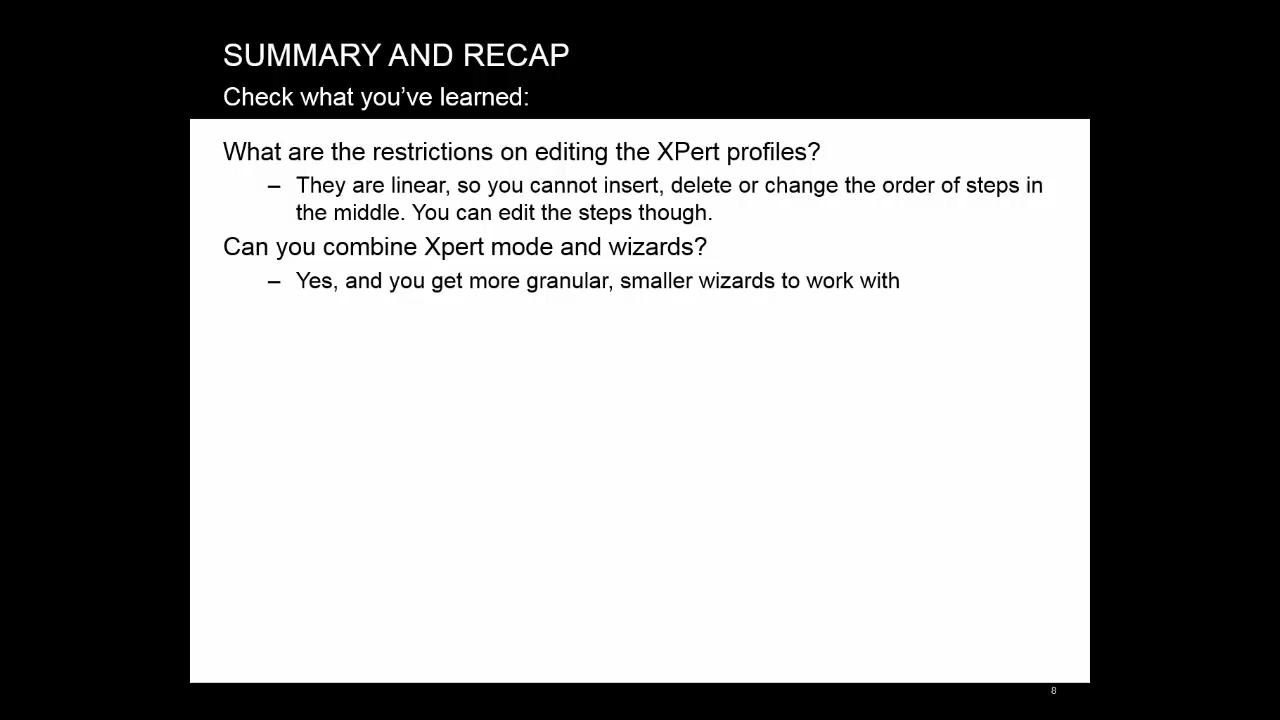 SUMMARY AND RECAP
Check what you’ve learned:
What are the restrictions on editing the XPert profiles?
– They are linear, so you cannot insert, delete or change the order of steps in
the middle. You can edit the steps though.
Can you combine Xpert mode and wizards?
– Yes, and you get more granular, smaller wizards to work with
8